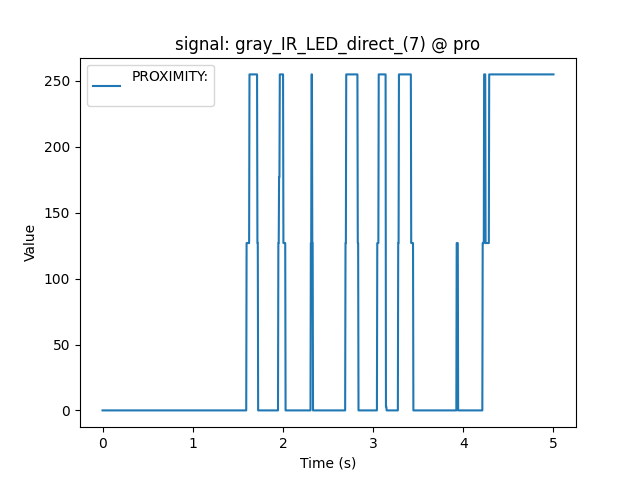 signal: gray_IR_LED_direct_(7) @ pro
PROXIMITY:
250
200
150
100
50
0
Value
0 1 2 3 4 5
Time (s)